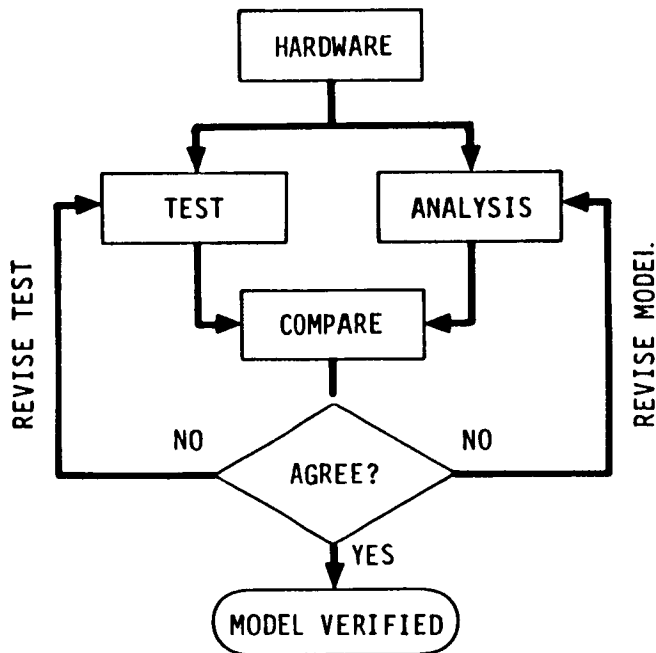 HARDWARE
TEST
ANALYSIS
COMPARE
REVISE TEST
REVISE MODEL
NO
NO
AGREE?
YES
MODEL VERIFIED